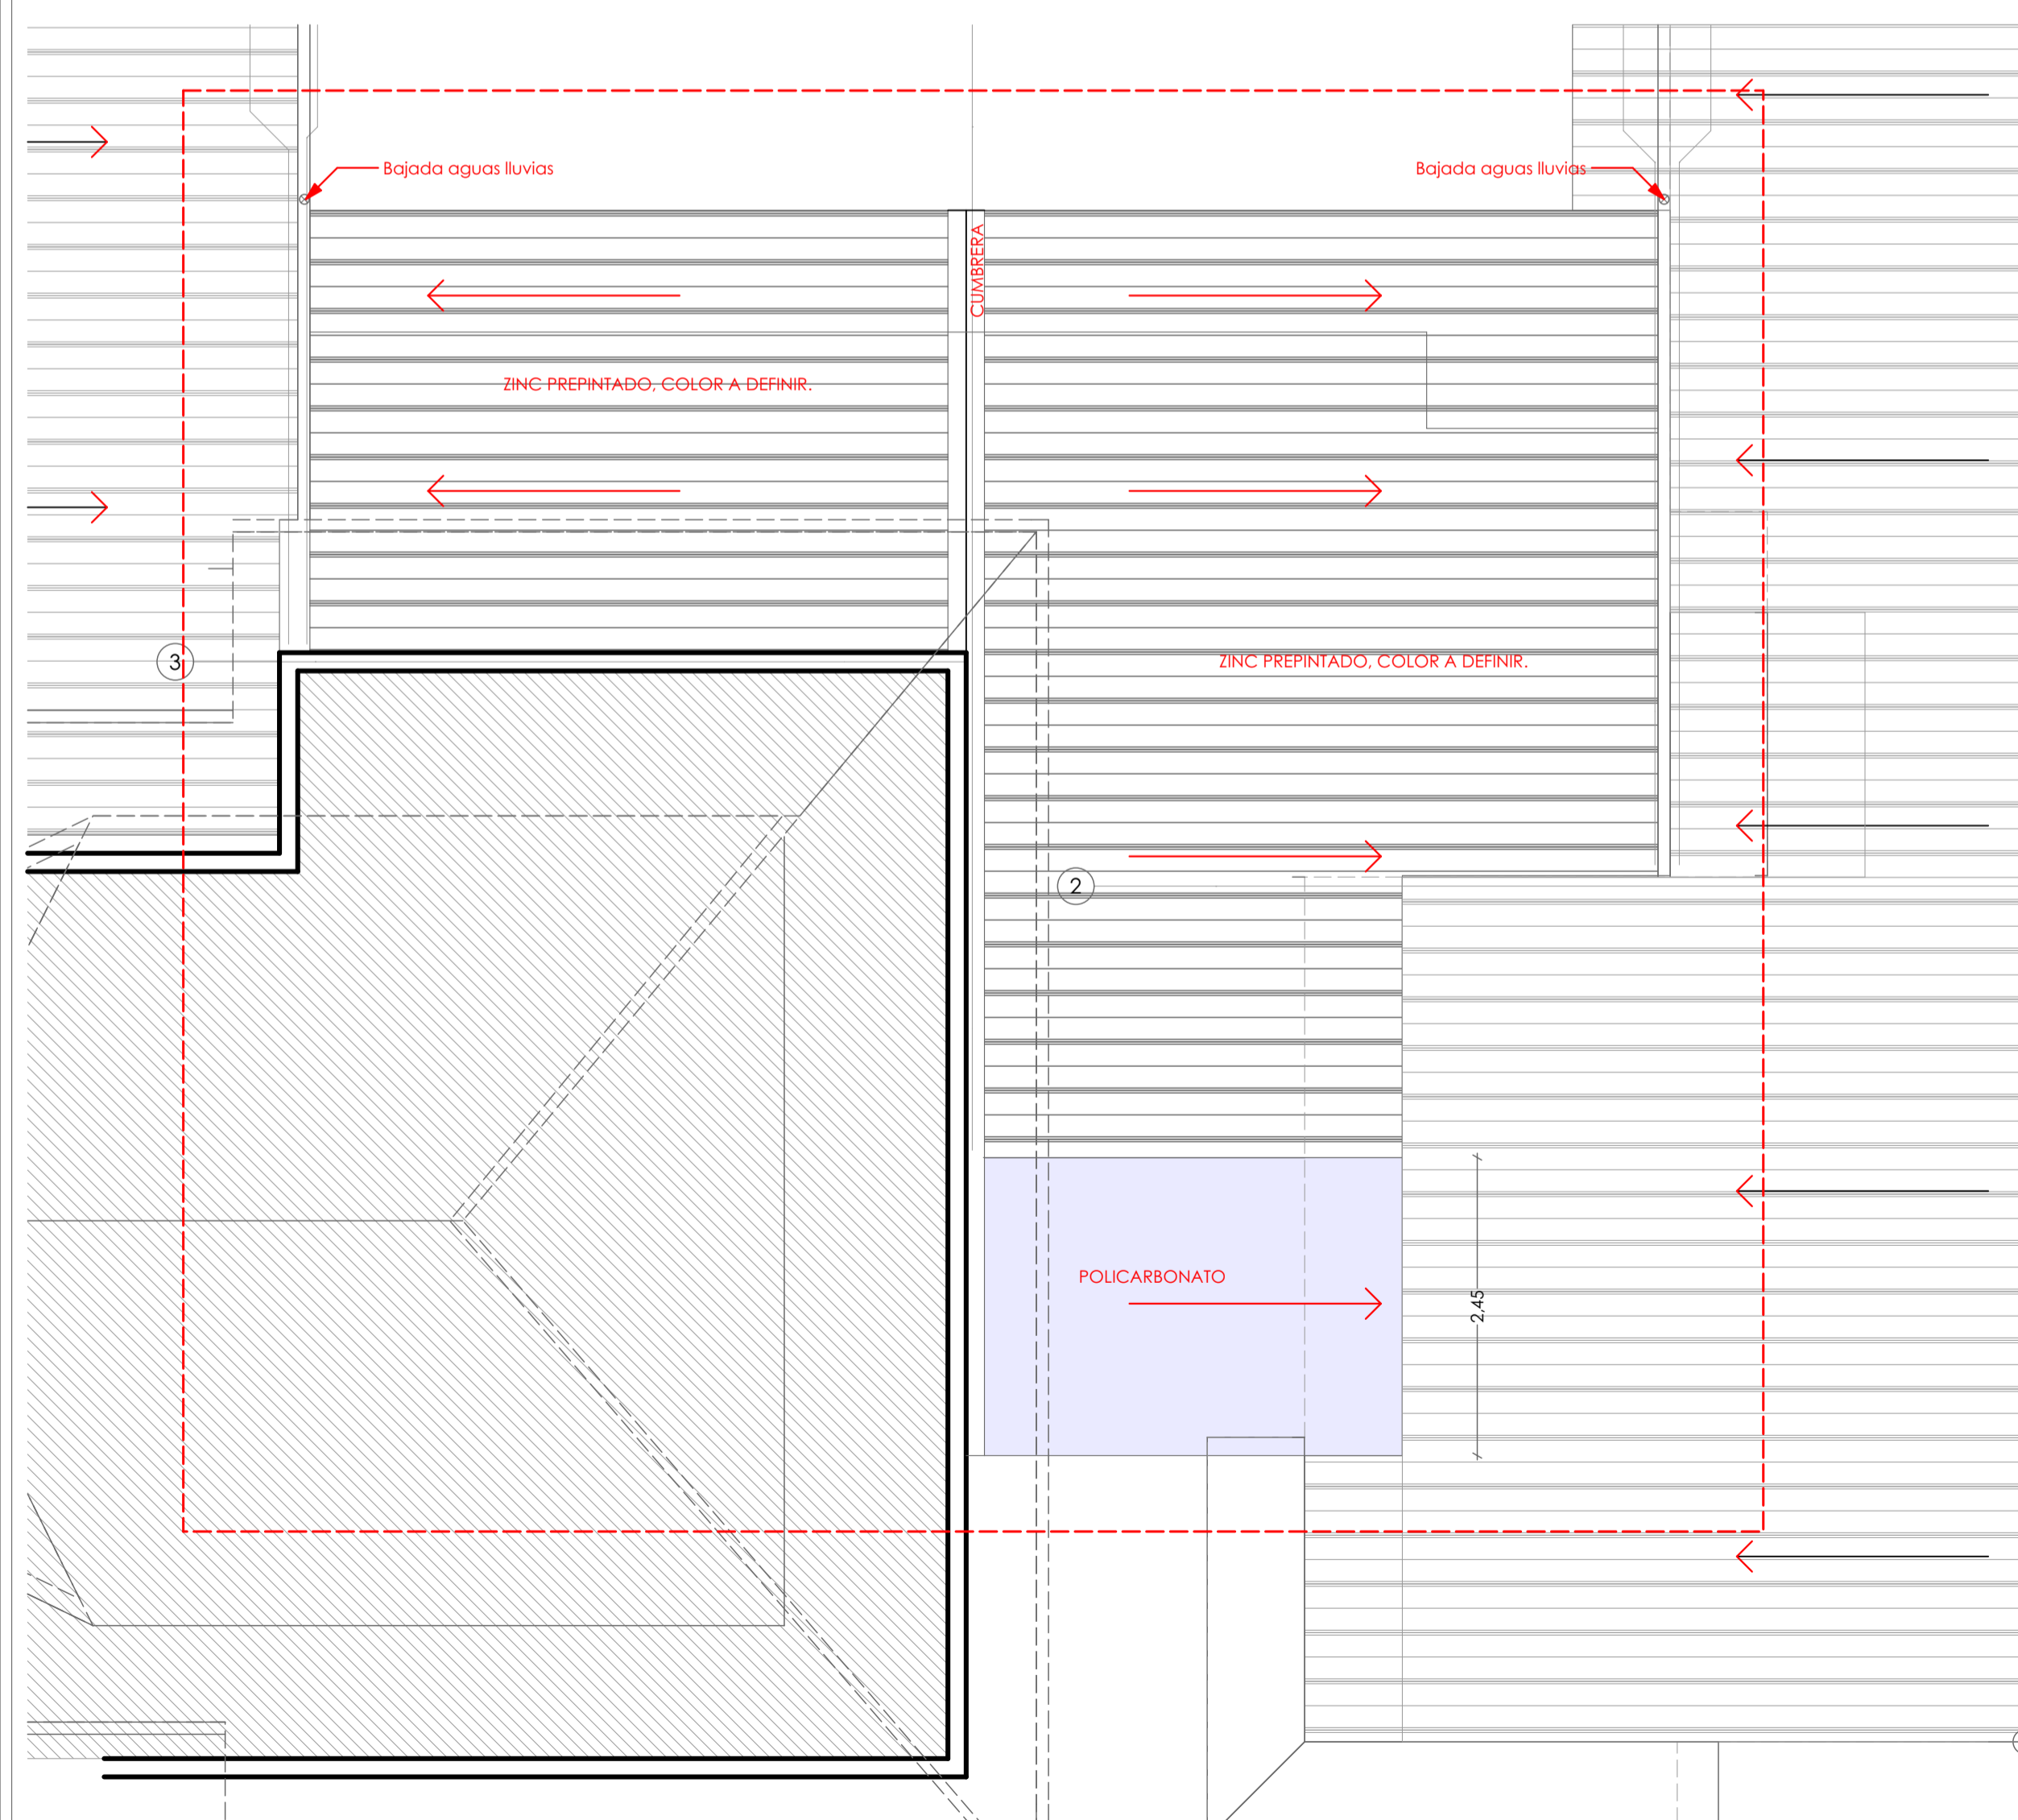 Bajada aguas lluvias
Bajada aguas lluvias
CUMBRERA
ZINC PREPINTADO, COLOR A DEFINIR.
3
ZINC PREPINTADO, COLOR A DEFINIR.
2
POLICARBONATO
2,45